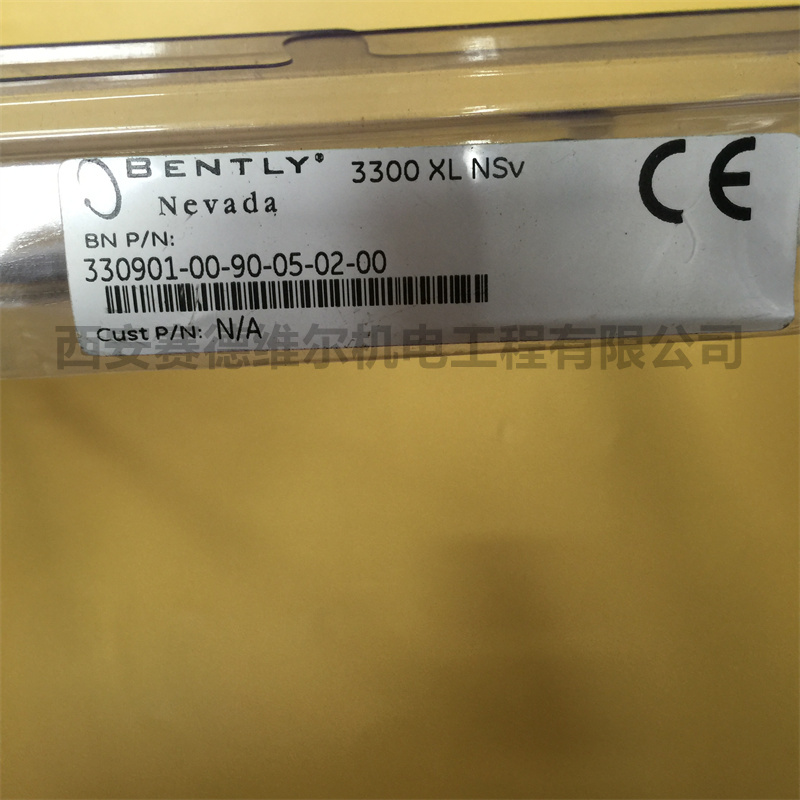 BENTLY® 3300 XL NSv
Nevada
CE
BN P/N:
330901-00-90-05-02-00
Cust P/N: N/A
西安赛德维尔机电工程有限公司